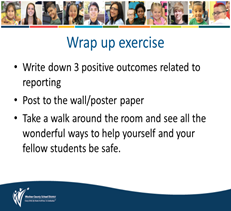 Wrap up exercise
• Write down 3 positive outcomes related to
reporting
• Post to the wall/poster paper
• Take a walk around the room and see all the
wonderful ways to help yourself and your
fellow students be safe.